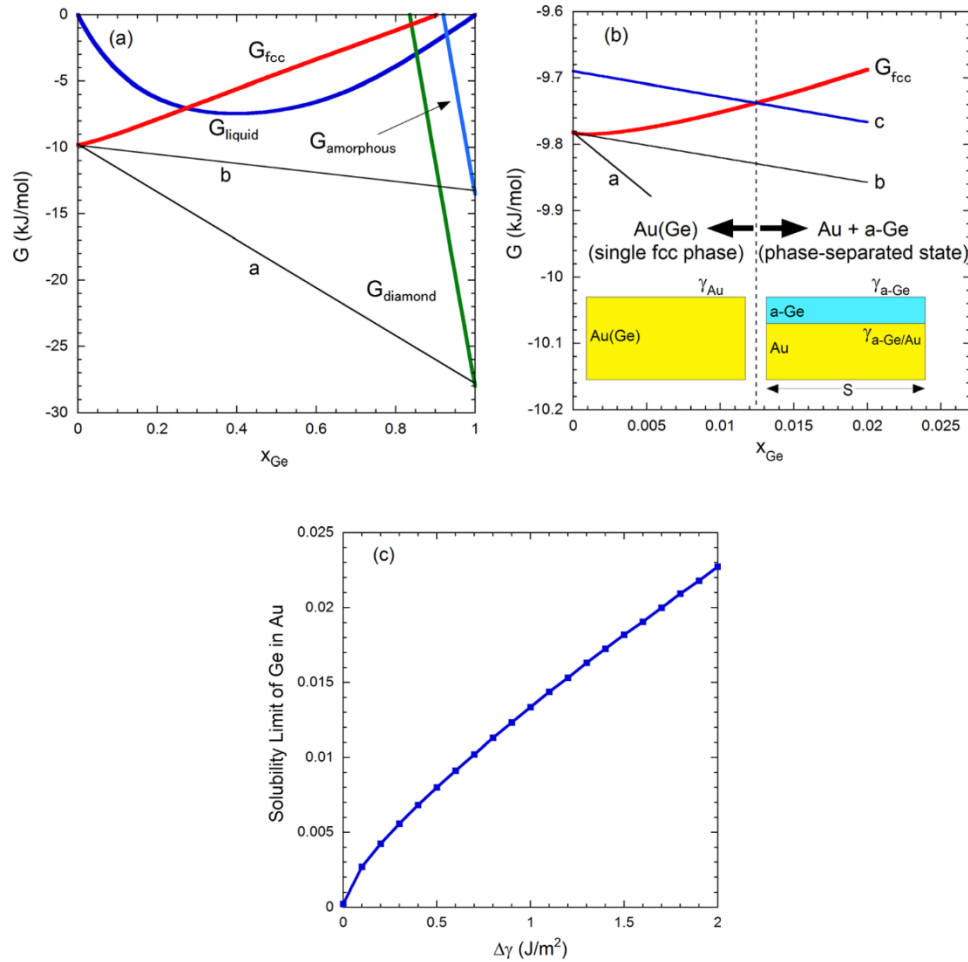 (a)
G_fcc
G_liquid
G_amorphous
b
a
G_diamond
0
-5
-10
-15
-20
-25
-30
G (kJ/mol)
0 0.2 0.4 0.6 0.8 1
x_Ge
(b)
G_fcc
c
b
a
Au(Ge) Au + a-Ge
(single fcc phase) (phase-separated state)
γ_Au γ_a-Ge
a-Ge
Au(Ge) γ_a-Ge/Au
Au
S
-9.6
-9.7
-9.8
-9.9
-10
-10.1
-10.2
G (kJ/mol)
0 0.005 0.01 0.015 0.02 0.025
x_Ge
(c)
0.025
0.02
0.015
0.01
0.005
0
Solubility Limit of Ge in Au
0 0.5 1 1.5 2
Δγ (J/m²)